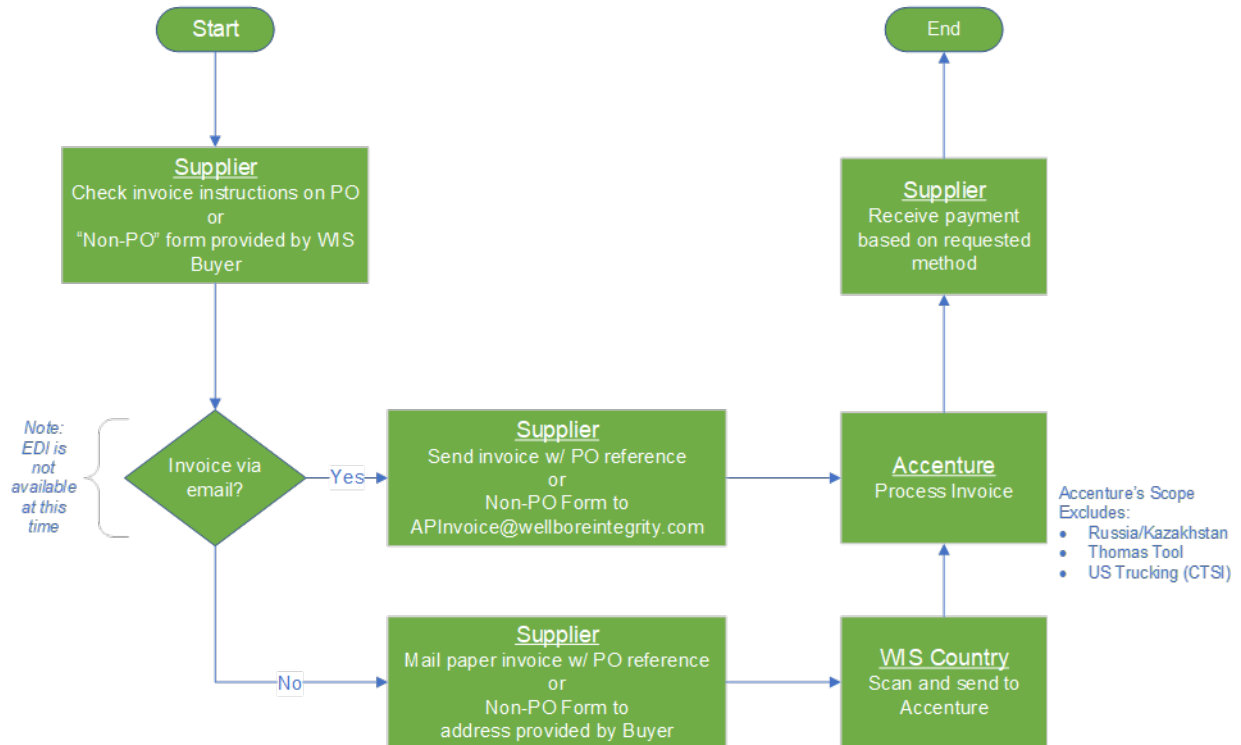 Start
End
Supplier
Check invoice instructions on PO
or
“Non-PO” form provided by WIS
Buyer
Supplier
Receive payment
based on requested
method
Note:
EDI is
not
available
at this
time
Invoice via
email?
Yes
Supplier
Send invoice w/ PO reference
or
Non-PO Form to
APInvoice@wellboreintegrity.com
Accenture
Process Invoice
Accenture’s Scope
Excludes:
• Russia/Kazakhstan
• Thomas Tool
• US Trucking (CTSI)
No
Supplier
Mail paper invoice w/ PO reference
or
Non-PO Form to
address provided by Buyer
WIS Country
Scan and send to
Accenture